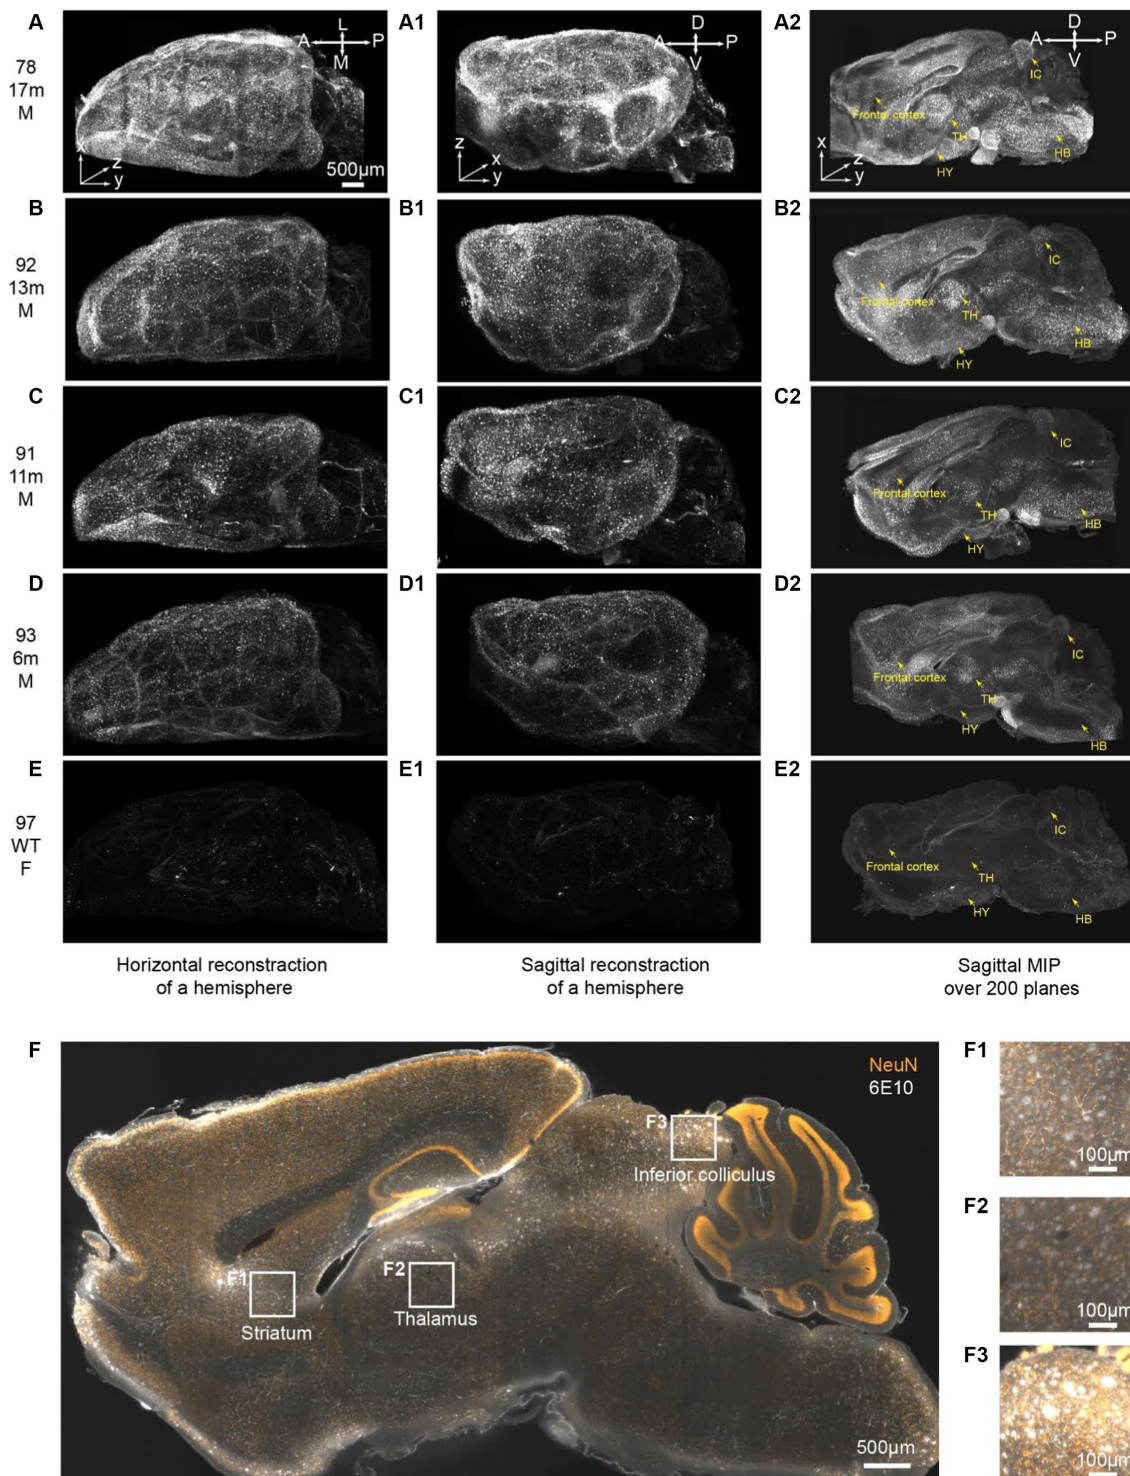 A
A1
A2
78
17m
M
L
A P
M
x
z
y
500µm
D
A P
V
z
x
y
D
A P
V
IC
Frontal cortex
TH
HY
HB
x
z
y
B
B1
B2
92
13m
M
IC
Frontal cortex
TH
HB
HY
C
C1
C2
91
11m
M
IC
Frontal cortex
TH
HB
HY
D
D1
D2
93
6m
M
IC
Frontal cortex
TH
HY
HB
E
E1
E2
97
WT
F
IC
Frontal cortex
TH
HY
HB
Horizontal reconstraction
of a hemisphere
Sagittal reconstraction
of a hemisphere
Sagittal MIP
over 200 planes
F
NeuN
6E10
F3
Inferior colliculus
F1
Striatum
F2
Thalamus
500µm
F1
100µm
F2
100µm
F3
100µm